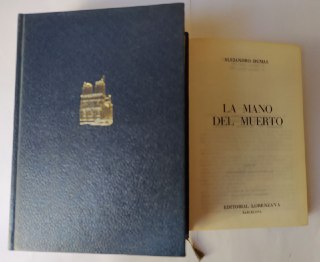 ALEJANDRO DUMAS
LA MANO
DEL MUERTO
EDITORIAL LORENZANA
BARCELONA